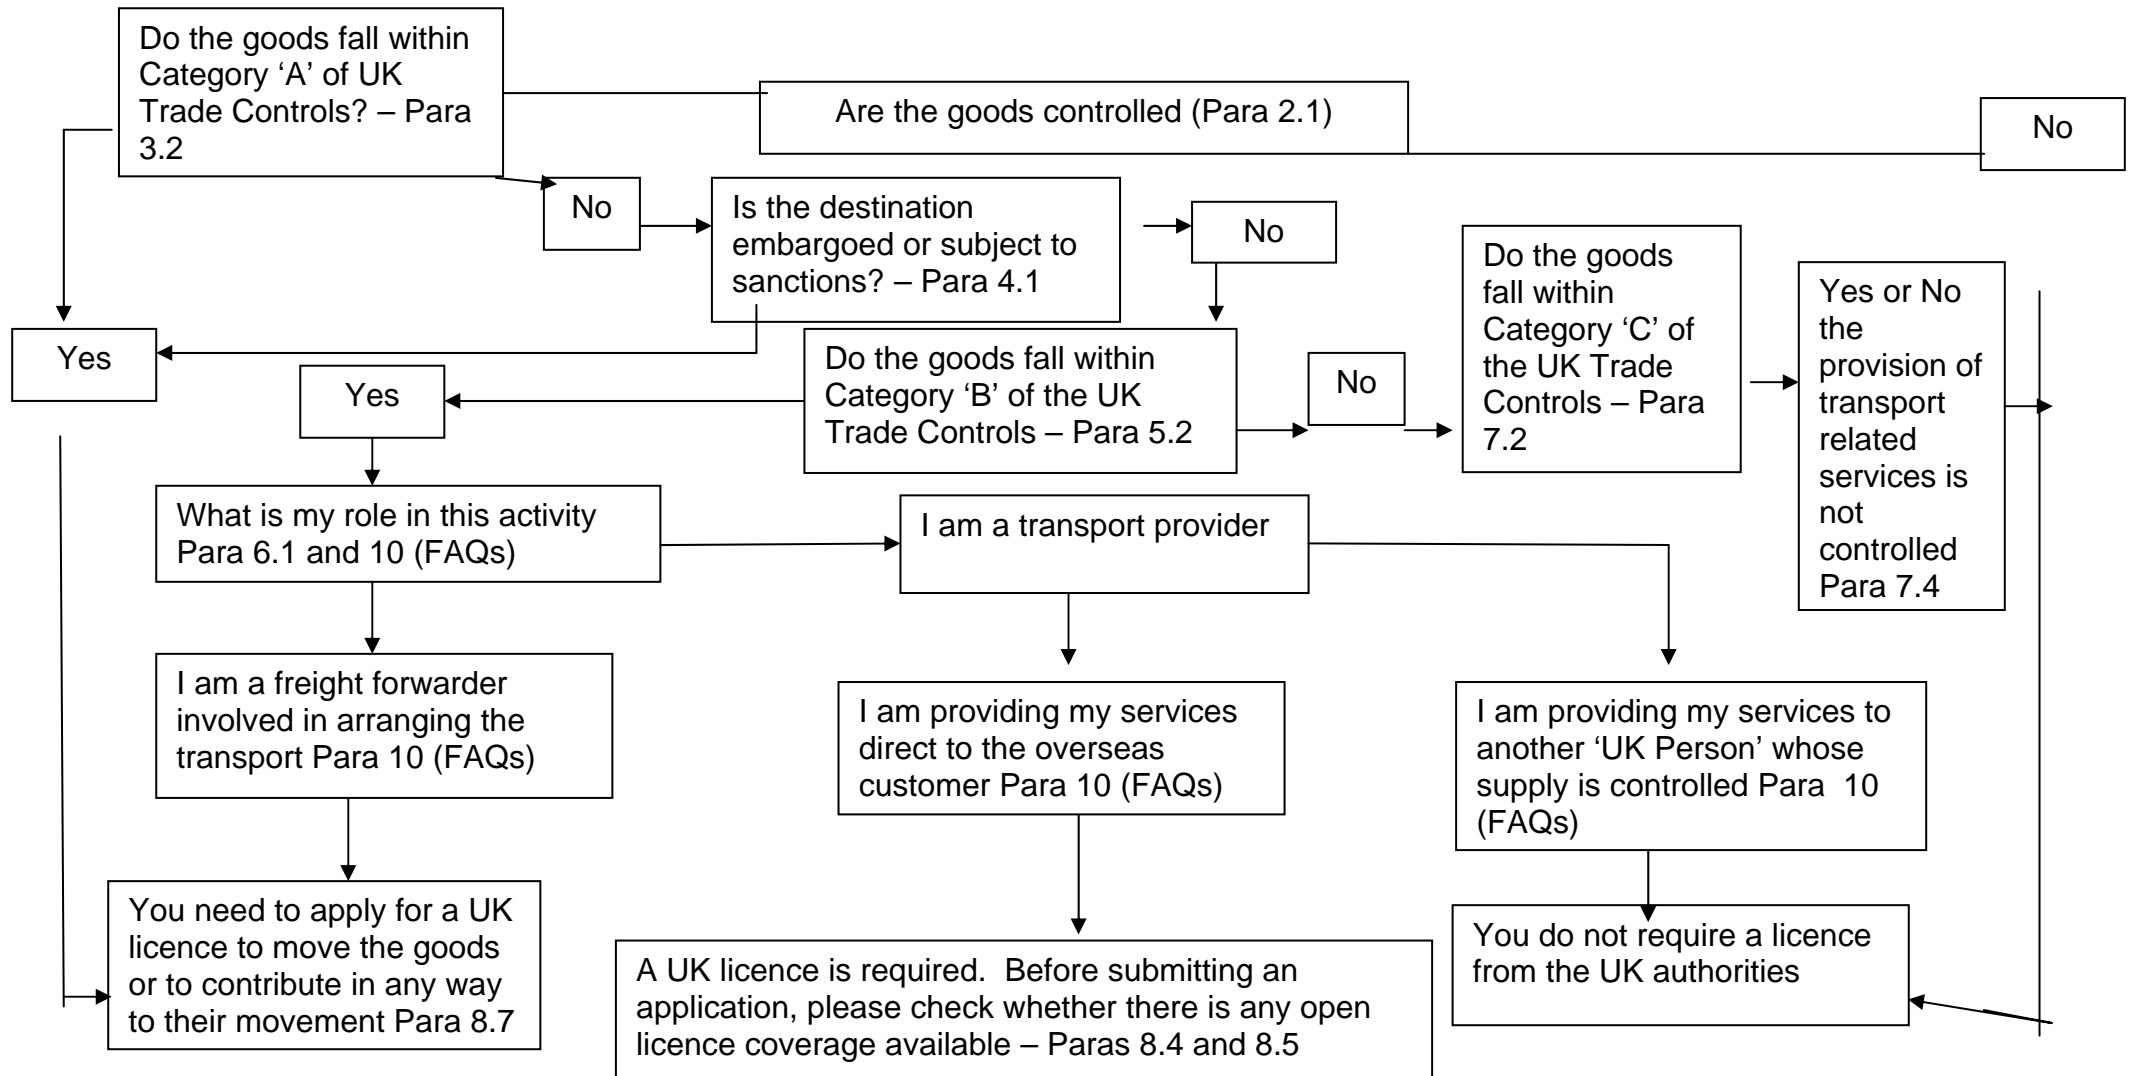 Do the goods fall within
Category ‘A’ of UK
Trade Controls? – Para
3.2
Are the goods controlled (Para 2.1)
No
No
Is the destination
embargoed or subject to
sanctions? – Para 4.1
No
Do the goods
fall within
Category ‘C’ of
the UK Trade
Controls – Para
7.2
Yes or No
the
provision of
transport
related
services is
not
controlled
Para 7.4
Yes
Yes
Do the goods fall within
Category ‘B’ of the UK
Trade Controls – Para 5.2
No
What is my role in this activity
Para 6.1 and 10 (FAQs)
I am a transport provider
I am a freight forwarder
involved in arranging the
transport Para 10 (FAQs)
I am providing my services
direct to the overseas
customer Para 10 (FAQs)
I am providing my services to
another ‘UK Person’ whose
supply is controlled Para  10
(FAQs)
You need to apply for a UK
licence to move the goods
or to contribute in any way
to their movement Para 8.7
A UK licence is required.  Before submitting an
application, please check whether there is any open
licence coverage available – Paras 8.4 and 8.5
You do not require a licence
from the UK authorities